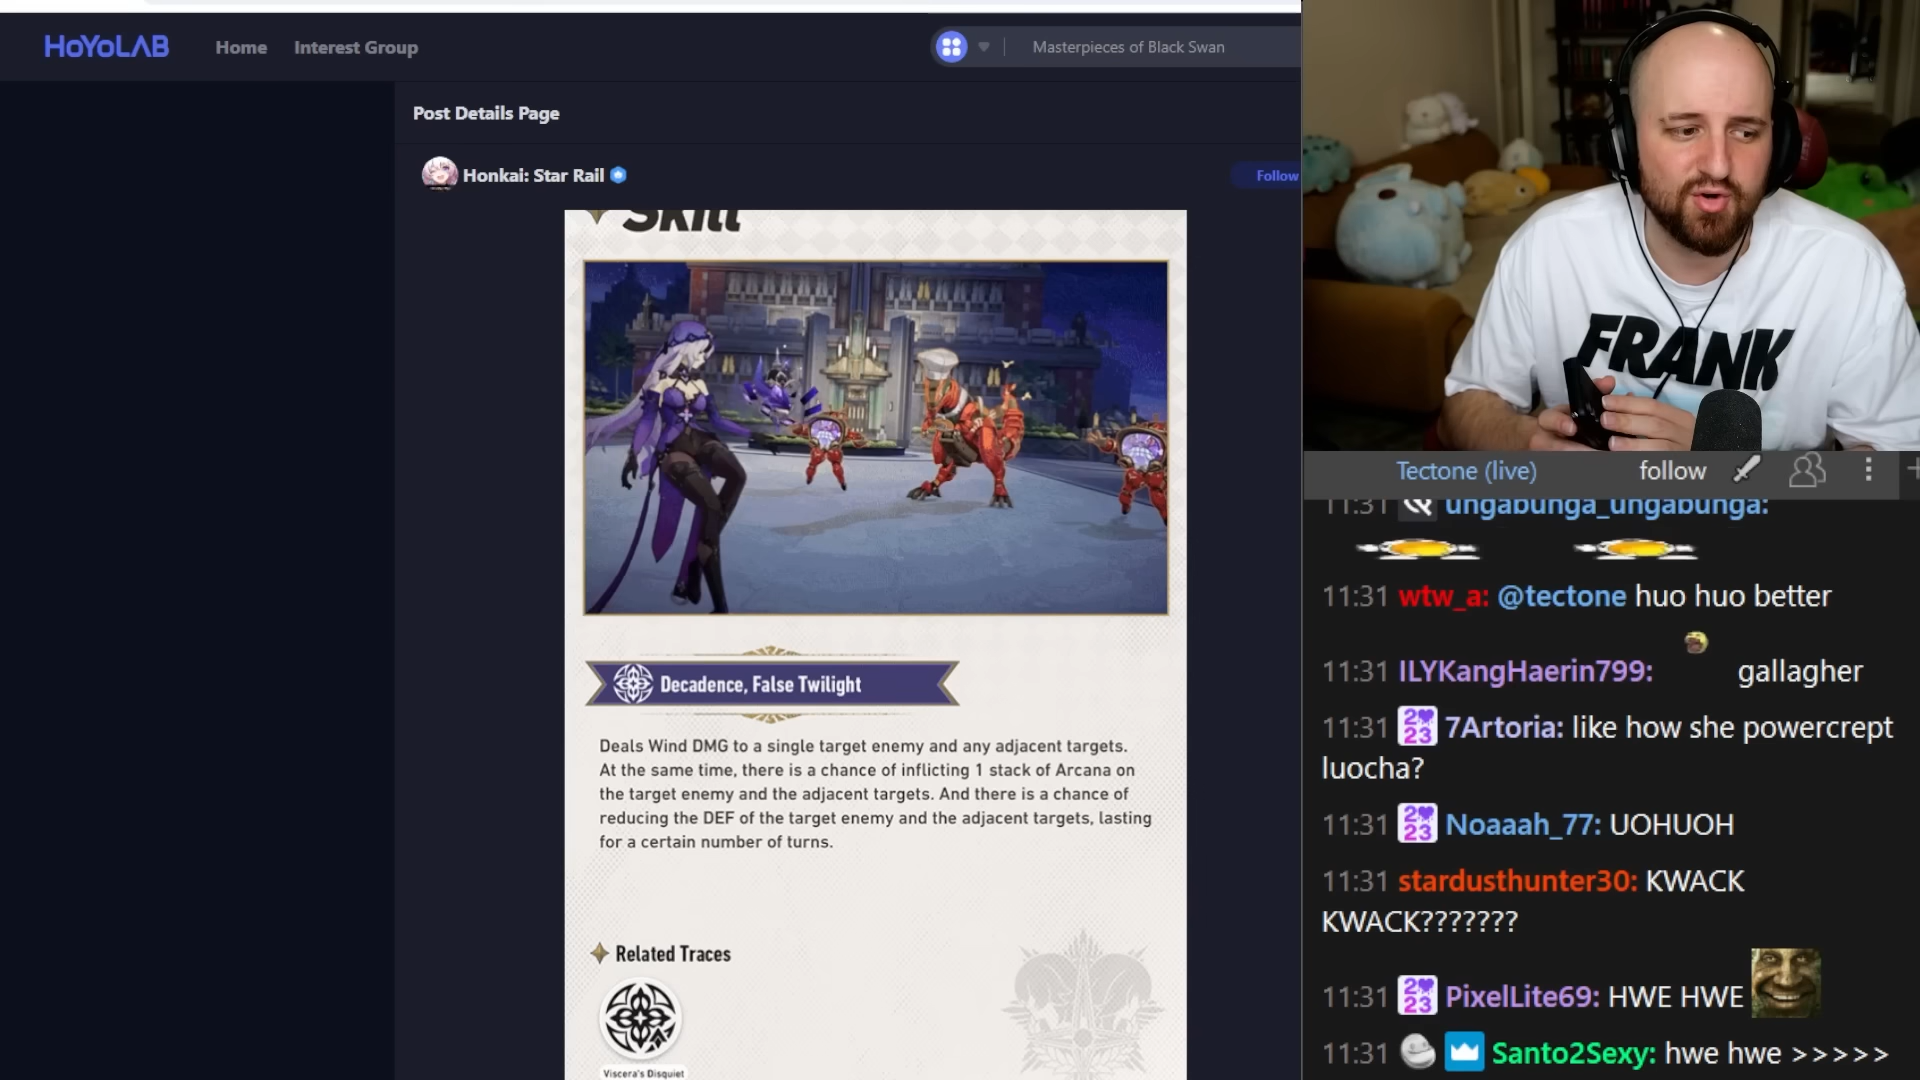 HoYoLAB
Home
Interest Group
Masterpieces of Black Swan
Post Details Page
Honkai: Star Rail
Follow
Skill
Decadence, False Twilight
Deals Wind DMG to a single target enemy and any adjacent targets.
At the same time, there is a chance of inflicting 1 stack of Arcana on
the target enemy and the adjacent targets. And there is a chance of
reducing the DEF of the target enemy and the adjacent targets, lasting
for a certain number of turns.
Related Traces
Viscera's Disquiet
FRANK
Tectone (live)
follow
11:31 ungabunga_ungabunga:
11:31 wtw_a: @tectone huo huo better
11:31 ILYKangHaerin799: gallagher
11:31 2023 7Artoria: like how she powercrept
luocha?
11:31 2023 Noaaah_77: UOHUOH
11:31 stardusthunter30: KWACK
KWACK???????
11:31 2023 PixelLite69: HWE HWE
11:31 Santo2Sexy: hwe hwe >>>>>